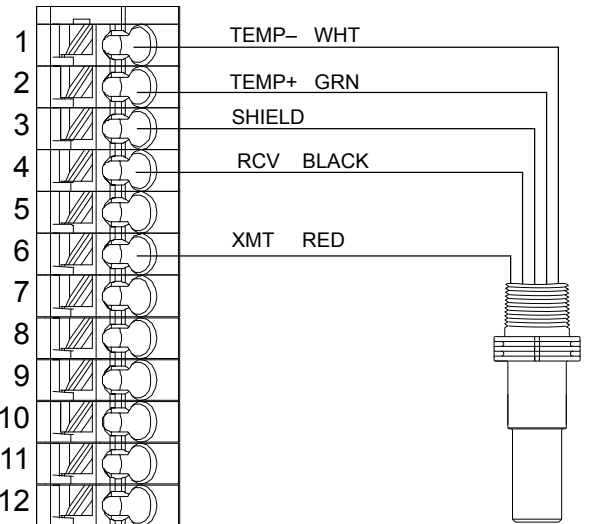 1 TEMP– WHT
2 TEMP+ GRN
3 SHIELD
4 RCV BLACK
5
6 XMT RED
7
8
9
10
11
12